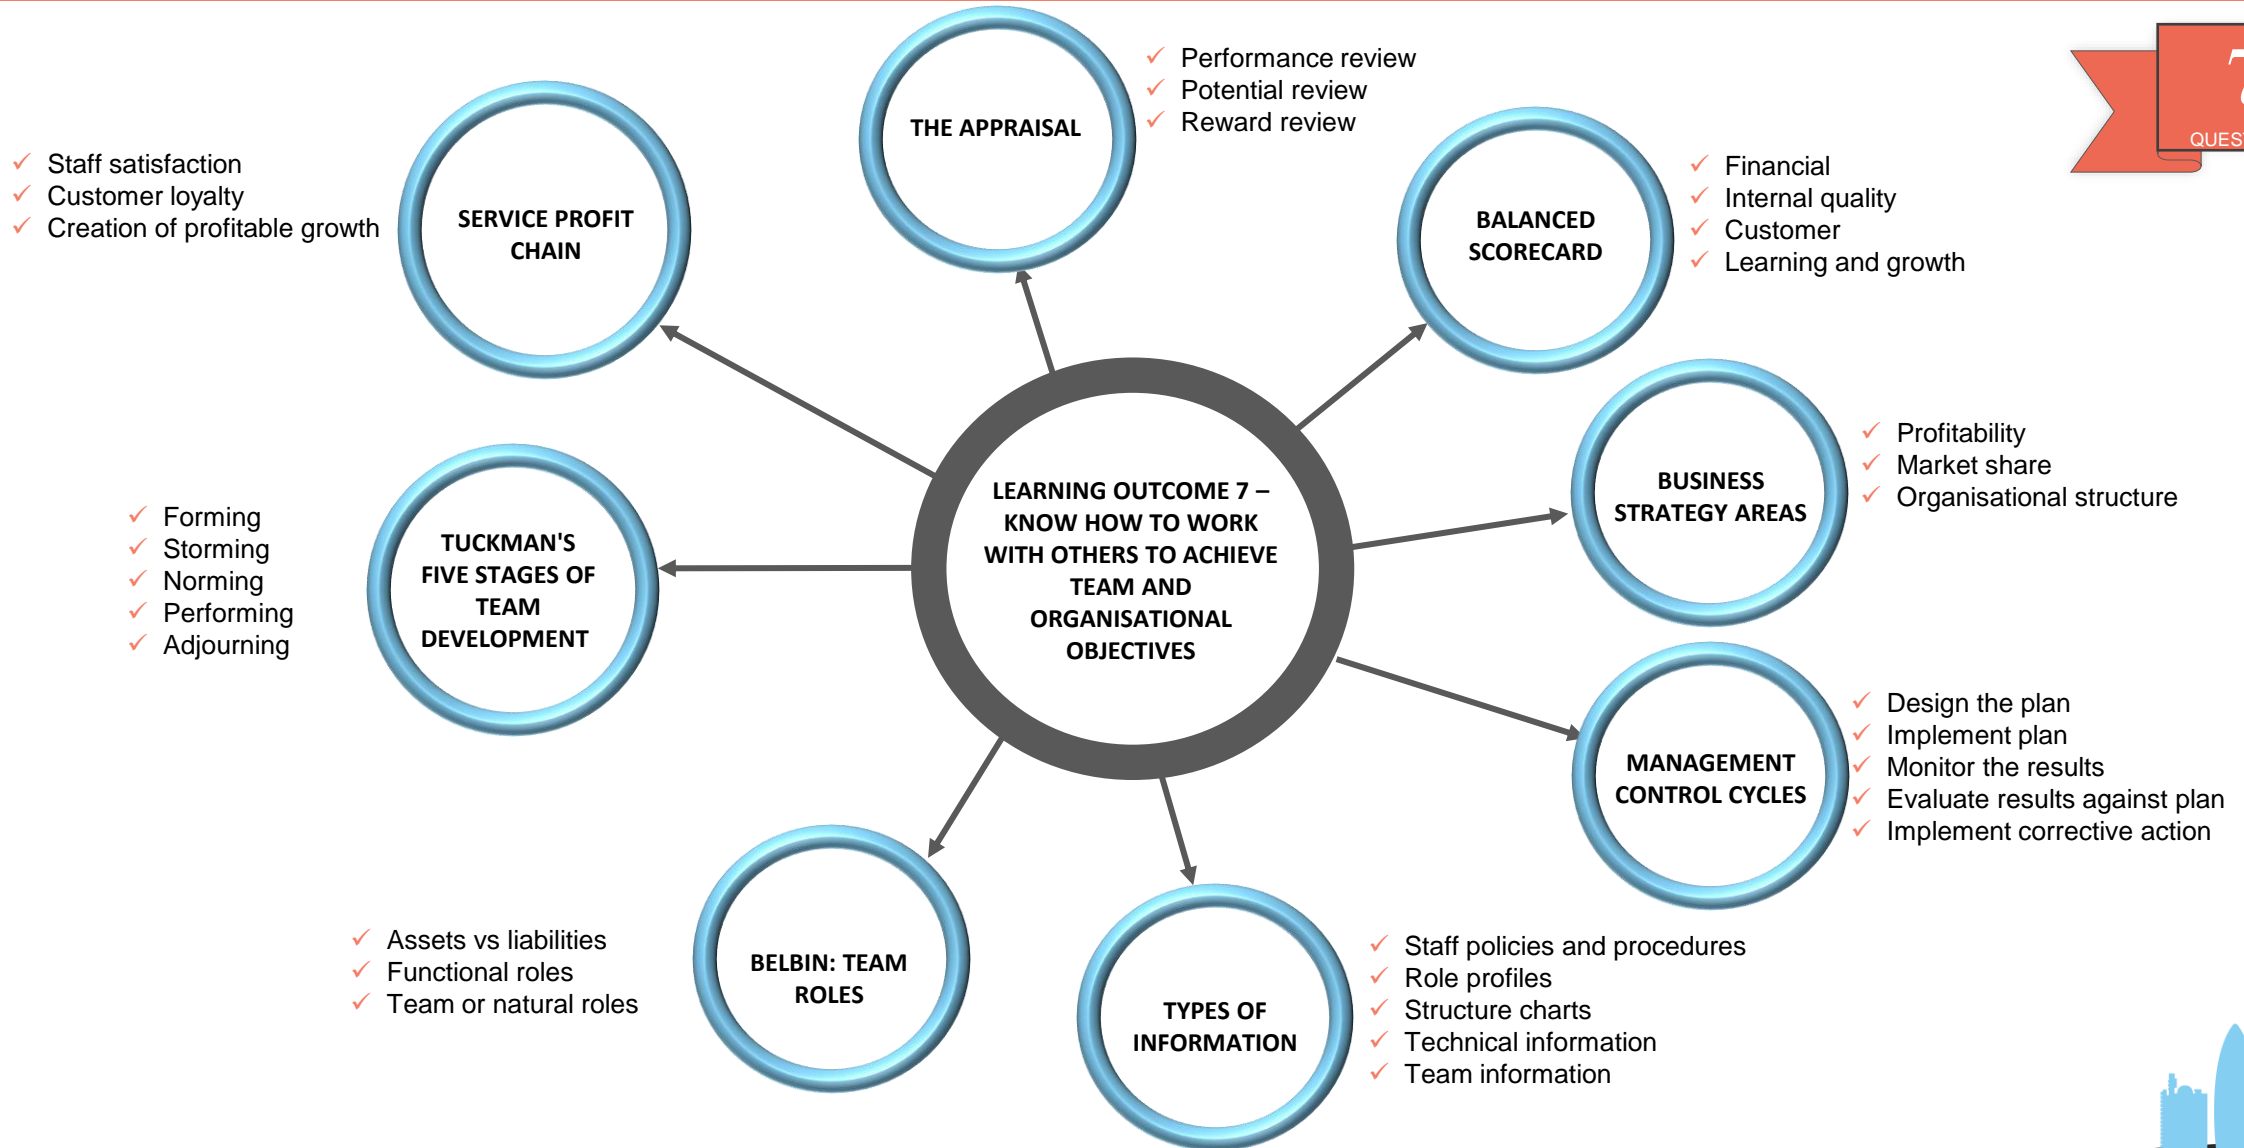 THE APPRAISAL
Performance review
Potential review
Reward review
7
QUEST
Staff satisfaction
Customer loyalty
Creation of profitable growth
SERVICE PROFIT
CHAIN
BALANCED
SCORECARD
Financial
Internal quality
Customer
Learning and growth
LEARNING OUTCOME 7 –
KNOW HOW TO WORK
WITH OTHERS TO ACHIEVE
TEAM AND
ORGANISATIONAL
OBJECTIVES
BUSINESS
STRATEGY AREAS
Profitability
Market share
Organisational structure
Forming
Storming
Norming
Performing
Adjourning
TUCKMAN'S
FIVE STAGES OF
TEAM
DEVELOPMENT
MANAGEMENT
CONTROL CYCLES
Design the plan
Implement plan
Monitor the results
Evaluate results against plan
Implement corrective action
Assets vs liabilities
Functional roles
Team or natural roles
BELBIN: TEAM
ROLES
TYPES OF
INFORMATION
Staff policies and procedures
Role profiles
Structure charts
Technical information
Team information